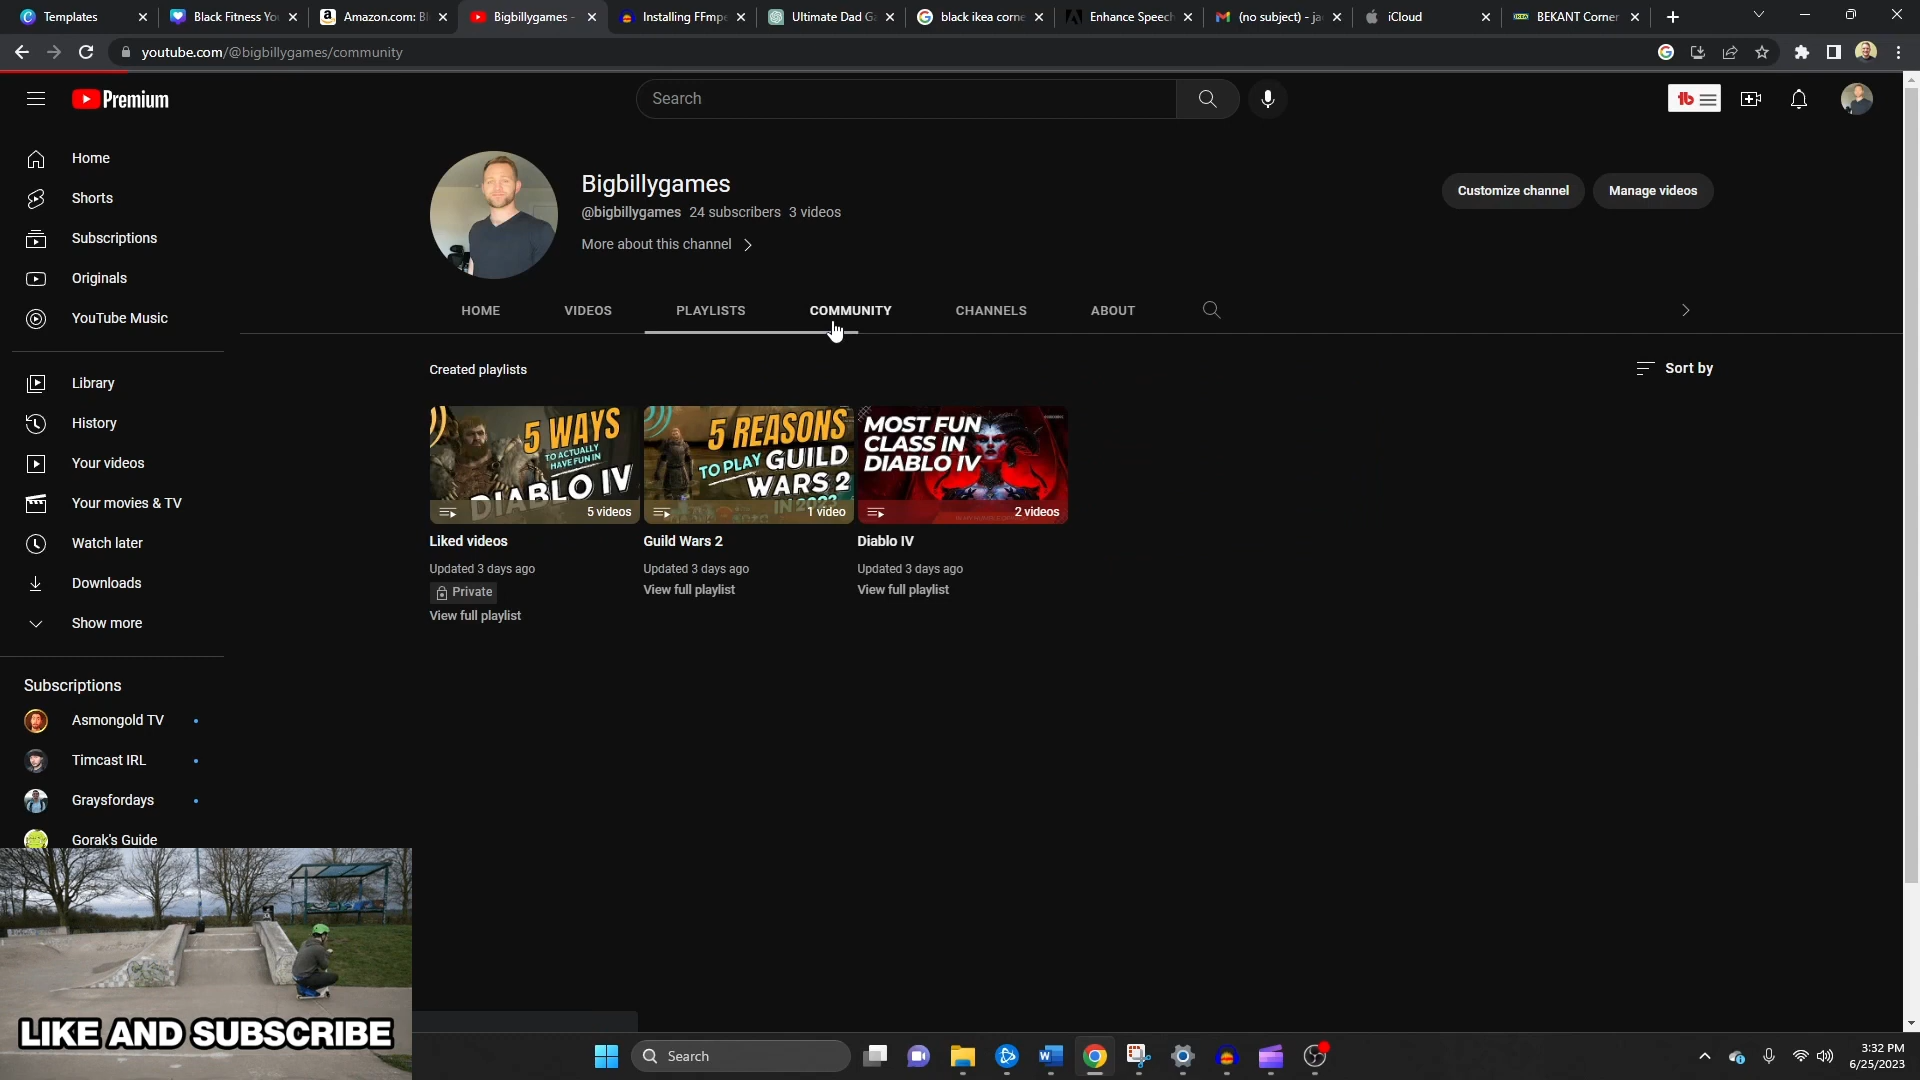 Templates
Black Fitness Yo
Amazon.com: Bl
Bigbillygames -
Installing FFmp
Ultimate Dad G
black ikea corne
Enhance Speech
(no subject) - ja
iCloud
BEKANT Corner
youtube.com/@bigbillygames/community
Premium
Search
Home
Shorts
Subscriptions
Originals
YouTube Music
Library
History
Your videos
Your movies & TV
Watch later
Downloads
Show more
Subscriptions
Asmongold TV
Timcast IRL
Graysfordays
Gorak's Guide
Bigbillygames
@bigbillygames 24 subscribers 3 videos
More about this channel
Customize channel
Manage videos
HOME
VIDEOS
PLAYLISTS
COMMUNITY
CHANNELS
ABOUT
Created playlists
Sort by
5 WAYS
TO ACTUALLY
HAVE FUN IN
DIABLO IV
5 videos
5 REASONS
TO PLAY GUILD
WARS 2
IN 2023
1 video
MOST FUN
CLASS IN
DIABLO IV
2 videos
Liked videos
Updated 3 days ago
Private
View full playlist
Guild Wars 2
Updated 3 days ago
View full playlist
Diablo IV
Updated 3 days ago
View full playlist
LIKE AND SUBSCRIBE
Search
3:32 PM
6/25/2023